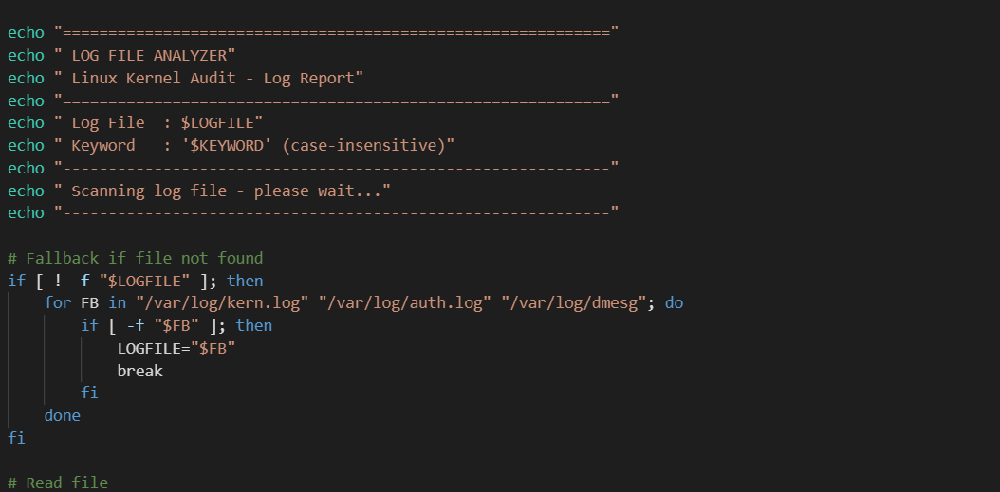 echo "============================================================"
echo " LOG FILE ANALYZER"
echo " Linux Kernel Audit - Log Report"
echo "============================================================"
echo " Log File  : $LOGFILE"
echo " Keyword   : '$KEYWORD' (case-insensitive)"
echo "------------------------------------------------------------"
echo " Scanning log file - please wait..."
echo "------------------------------------------------------------"

# Fallback if file not found
if [ ! -f "$LOGFILE" ]; then
    for FB in "/var/log/kern.log" "/var/log/auth.log" "/var/log/dmesg"; do
        if [ -f "$FB" ]; then
            LOGFILE="$FB"
            break
        fi
    done
fi

# Read file